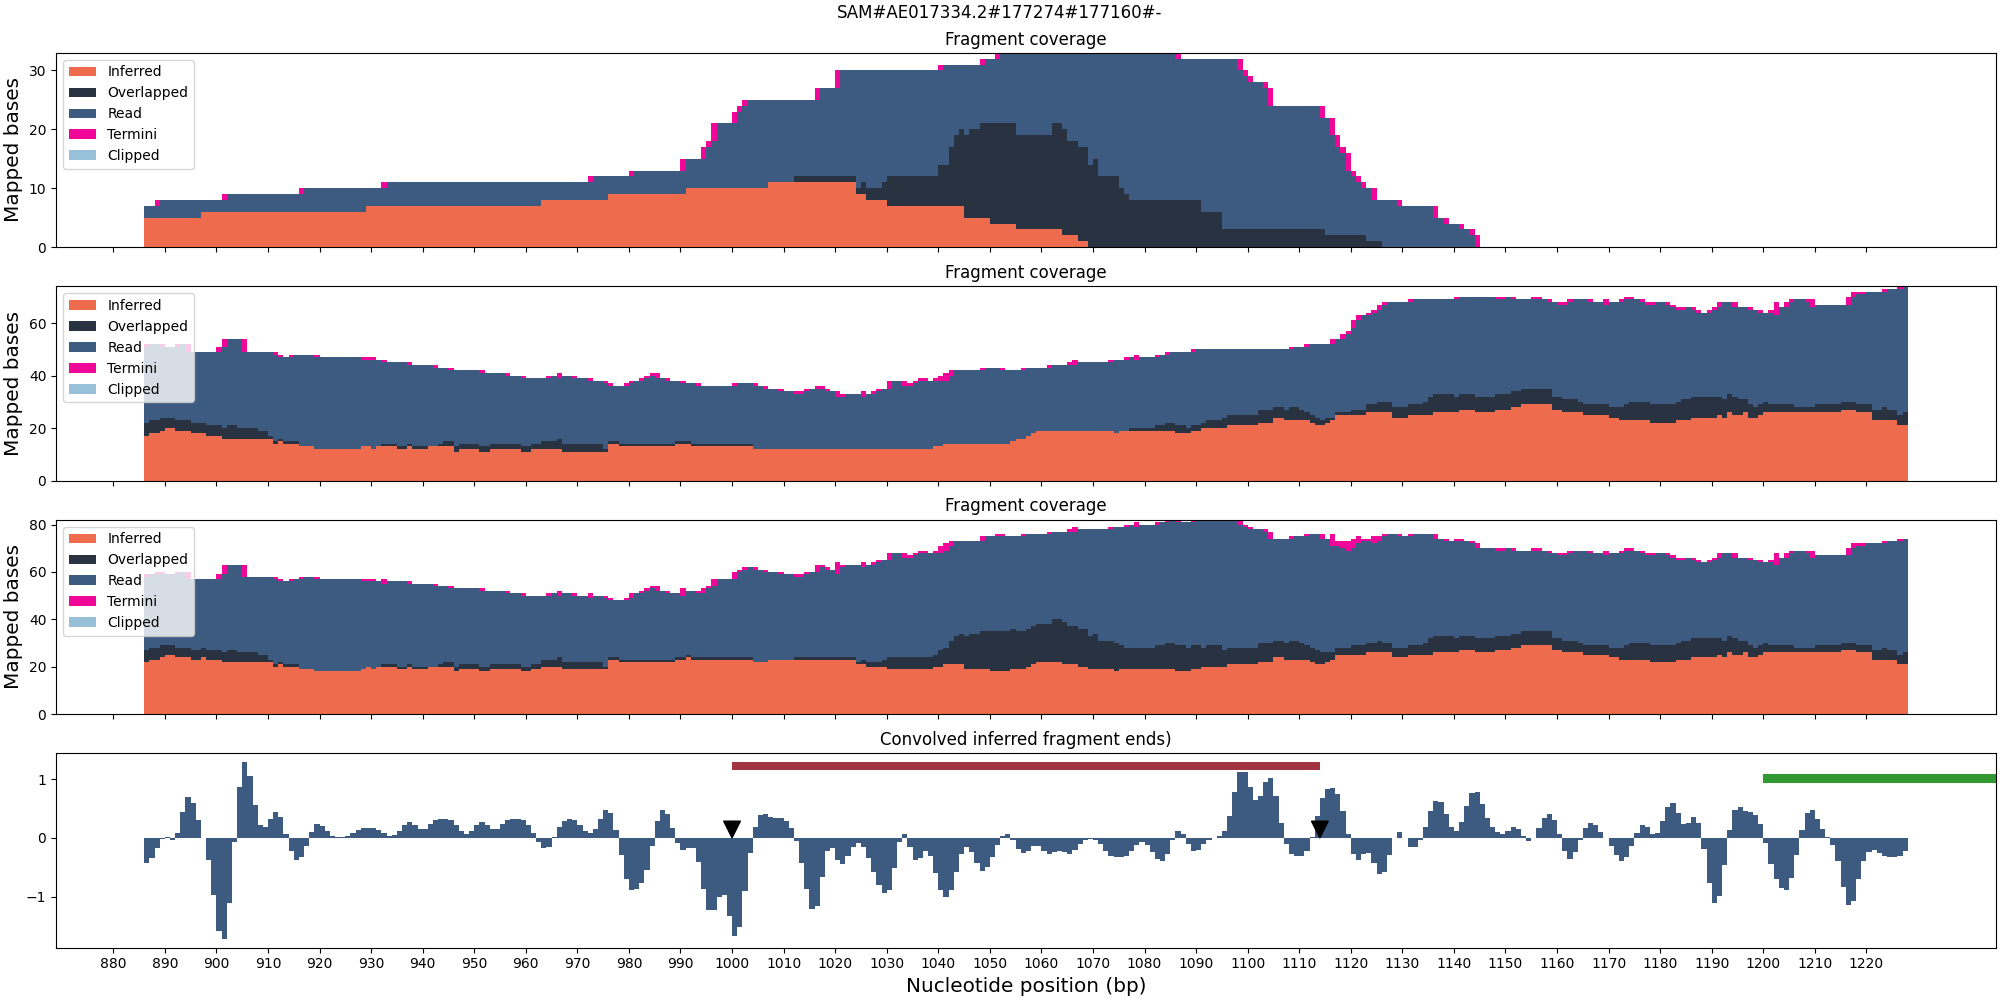 SAM#AE017334.2#177274#177160#-
Fragment coverage
Mapped bases
30
20
10
0
Inferred
Overlapped
Read
Termini
Clipped
Fragment coverage
Mapped bases
60
40
20
0
Inferred
Overlapped
Read
Termini
Clipped
Fragment coverage
Mapped bases
80
60
40
20
0
Inferred
Overlapped
Read
Termini
Clipped
Convolved inferred fragment ends)
1
0
−1
880 890 900 910 920 930 940 950 960 970 980 990 1000 1010 1020 1030 1040 1050 1060 1070 1080 1090 1100 1110 1120 1130 1140 1150 1160 1170 1180 1190 1200 1210 1220
Nucleotide position (bp)